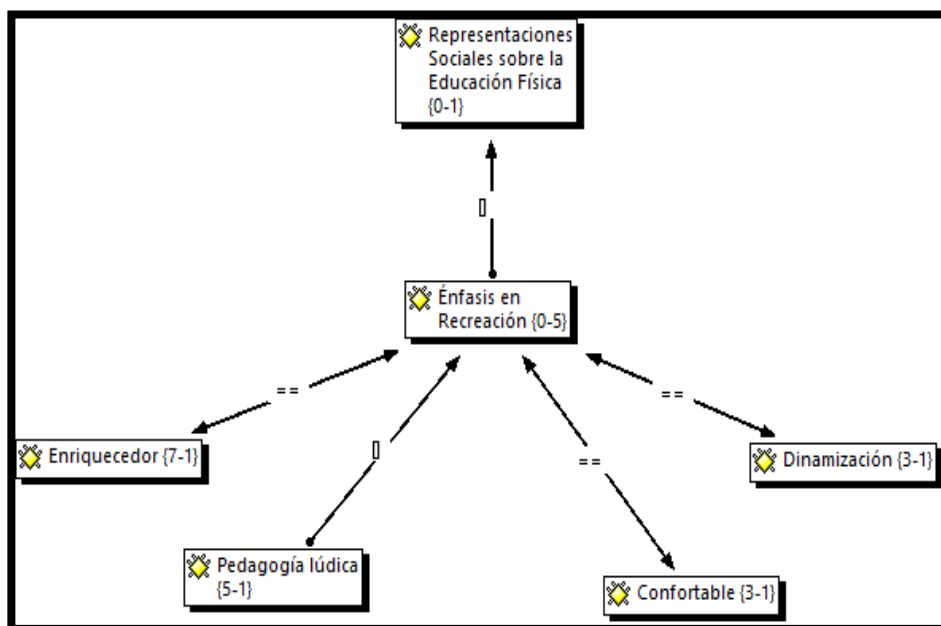 Representaciones
Sociales sobre la
Educación Física
{0-1}
[]
Énfasis en
Recreación {0-5}
==
==
Enriquecedor {7-1}
[]
==
Dinamización {3-1}
Pedagogía lúdica
{5-1}
Confortable {3-1}